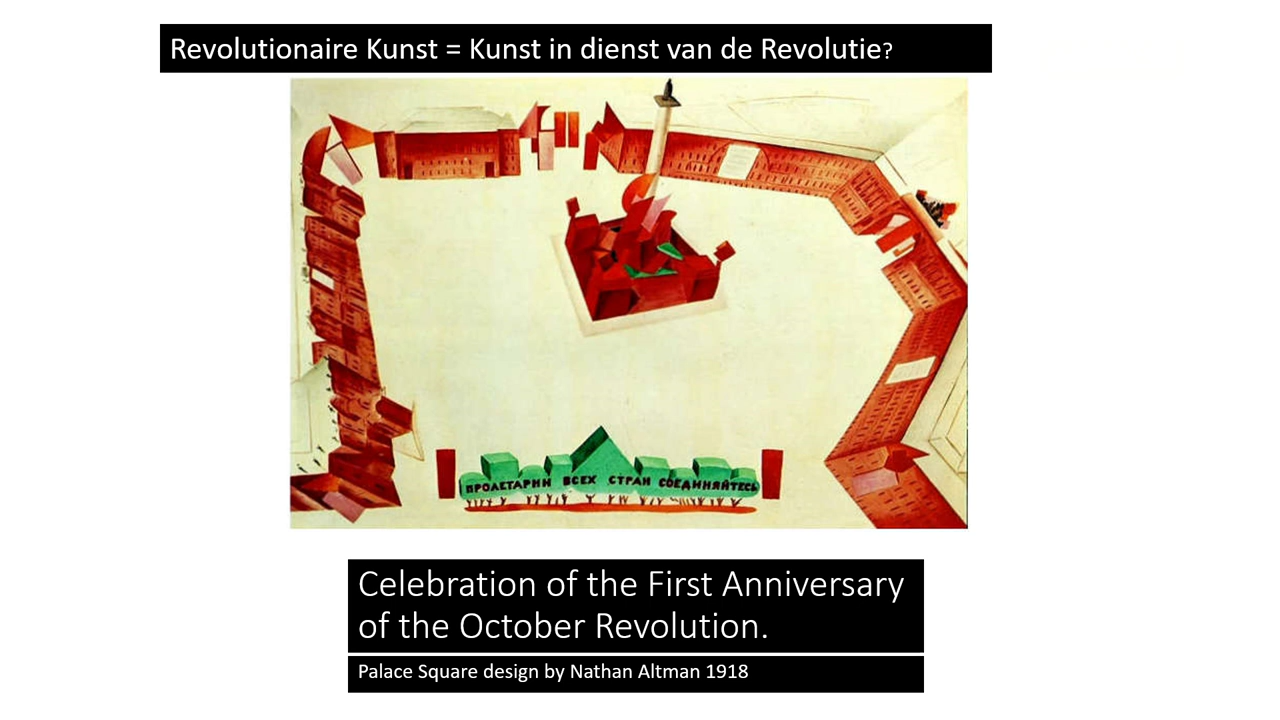 Revolutionaire Kunst = Kunst in dienst van de Revolutie?
ПРОЛЕТАРИИ ВСЕХ СТРАН СОЕДИНЯЙТЕСЬ
Celebration of the First Anniversary
of the October Revolution.
Palace Square design by Nathan Altman 1918